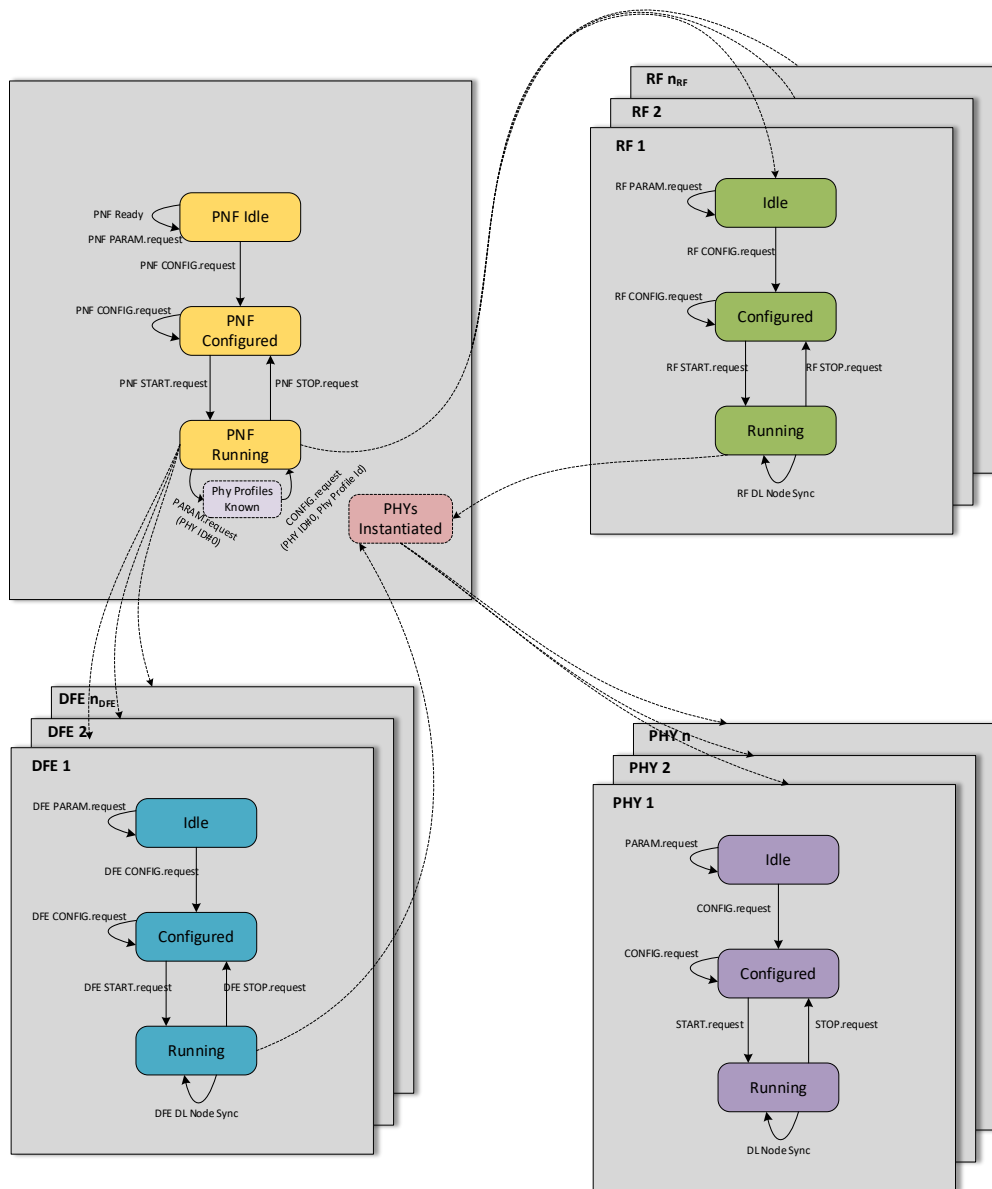 RF nRF
RF 2
RF 1
RF PARAM.request
Idle
RF CONFIG.request
RF CONFIG.request
Configured
RF START.request
RF STOP.request
Running
RF DL Node Sync
PNF Ready
PNF Idle
PNF PARAM.request
PNF CONFIG.request
PNF CONFIG.request
PNF
Configured
PNF START.request
PNF STOP.request
PNF
Running
Phy Profiles
Known
PARAM.request
(PHY ID#0)
CONFIG.request
(PHY ID#0, Phy Profile Id)
PHYs
Instantiated
DFE nDFE
DFE 2
DFE 1
DFE PARAM.request
Idle
DFE CONFIG.request
DFE CONFIG.request
Configured
DFE START.request
DFE STOP.request
Running
DFE DL Node Sync
PHY n
PHY 2
PHY 1
PARAM.request
Idle
CONFIG.request
CONFIG.request
Configured
START.request
STOP.request
Running
DL Node Sync